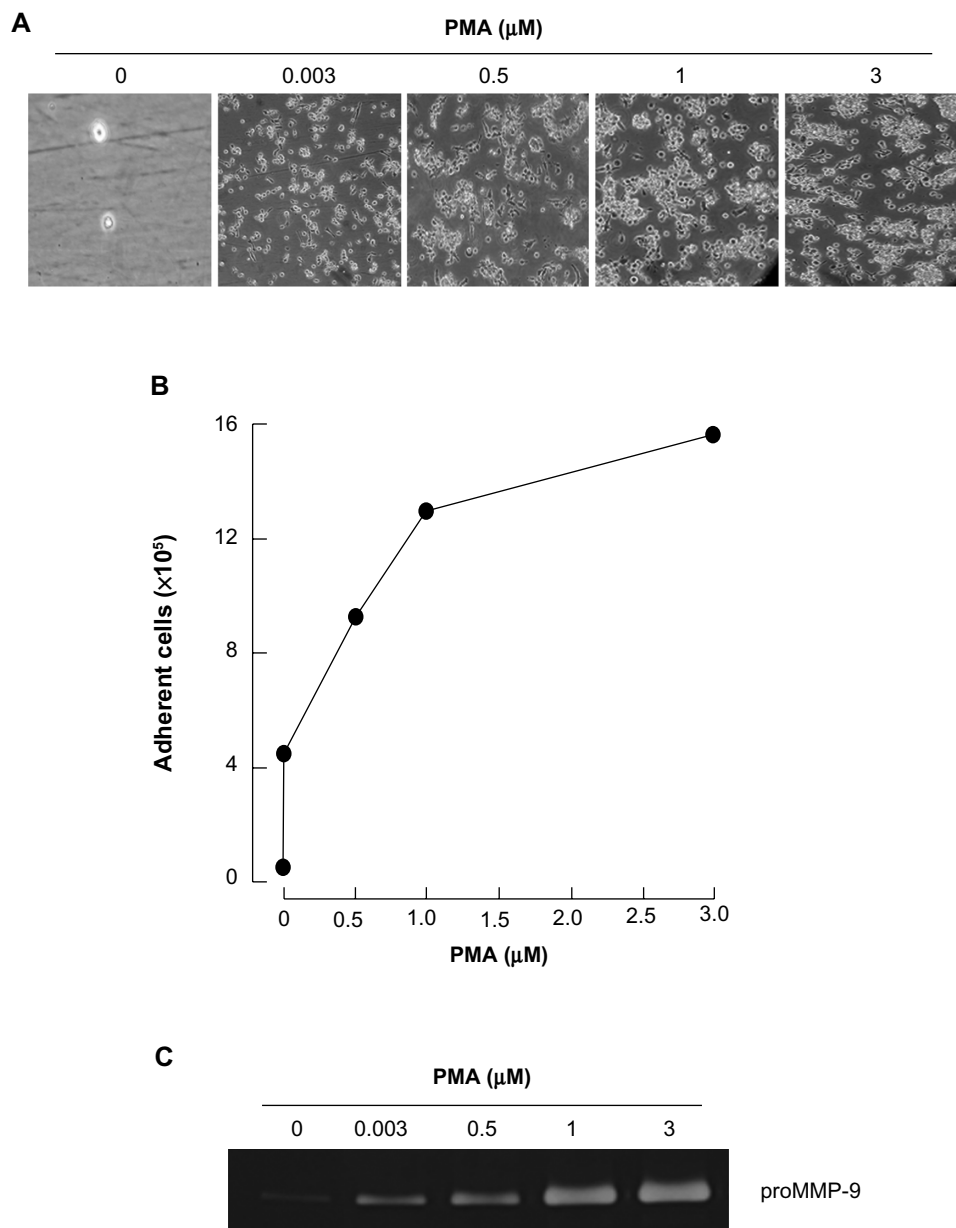 A
PMA (μM)
0 0.003 0.5 1 3
B
16
12
8
4
0
Adherent cells (×10⁵)
0 0.5 1.0 1.5 2.0 2.5 3.0
PMA (μM)
C
PMA (μM)
0 0.003 0.5 1 3
proMMP-9